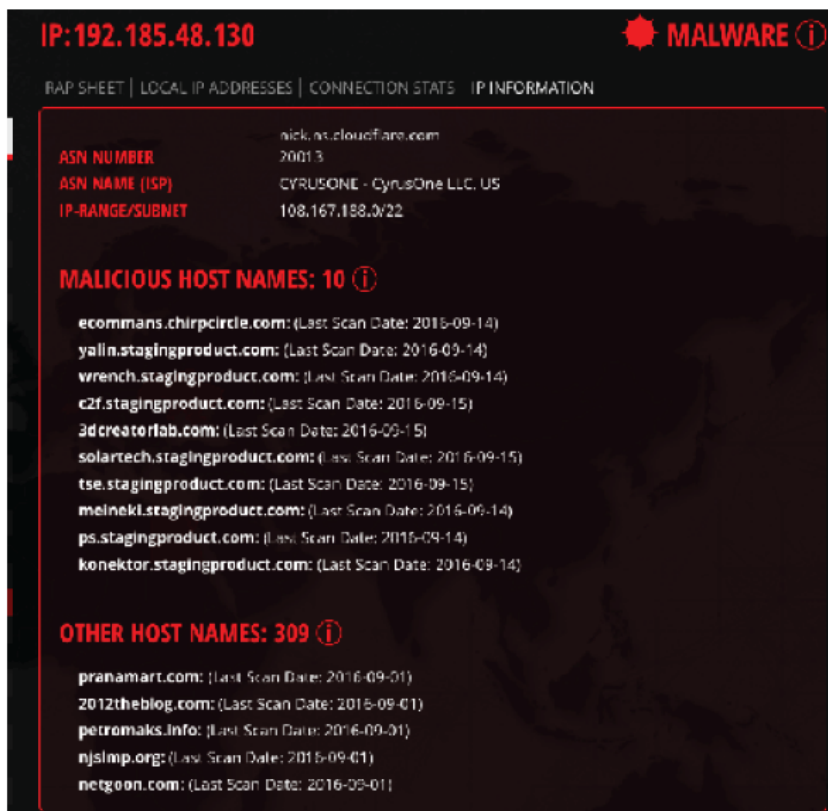 IP:192.185.48.130
MALWARE i
RAP SHEET | LOCAL IP ADDRESSES | CONNECTION STATS IP INFORMATION
nick.ns.cloudflare.com
ASN NUMBER 20013
ASN NAME (ISP) CYRUSONE - CyrusOne LLC, US
IP-RANGE/SUBNET 108.167.188.0/22
MALICIOUS HOST NAMES: 10 i
ecommans.chirpcircle.com: (Last Scan Date: 2016-09-14)
yalin.stagingproduct.com: (Last Scan Date: 2016-09-14)
wrench.stagingproduct.com: (Last Scan Date: 2016-09-14)
c2f.stagingproduct.com: (Last Scan Date: 2016-09-15)
3dcreatorlab.com: (Last Scan Date: 2016-09-15)
solartech.stagingproduct.com: (Last Scan Date: 2016-09-15)
tse.stagingproduct.com: (Last Scan Date: 2016-09-15)
meineki.stagingproduct.com: (Last Scan Date: 2016-09-14)
ps.stagingproduct.com: (Last Scan Date: 2016-09-14)
konektor.stagingproduct.com: (Last Scan Date: 2016-09-14)
OTHER HOST NAMES: 309 i
pranamart.com: (Last Scan Date: 2016-09-01)
2012theblog.com: (Last Scan Date: 2016-09-01)
petromaks.info: (Last Scan Date: 2016-09-01)
njsimp.org: (Last Scan Date: 2016-09-01)
netgoon.com: (Last Scan Date: 2016-09-01)